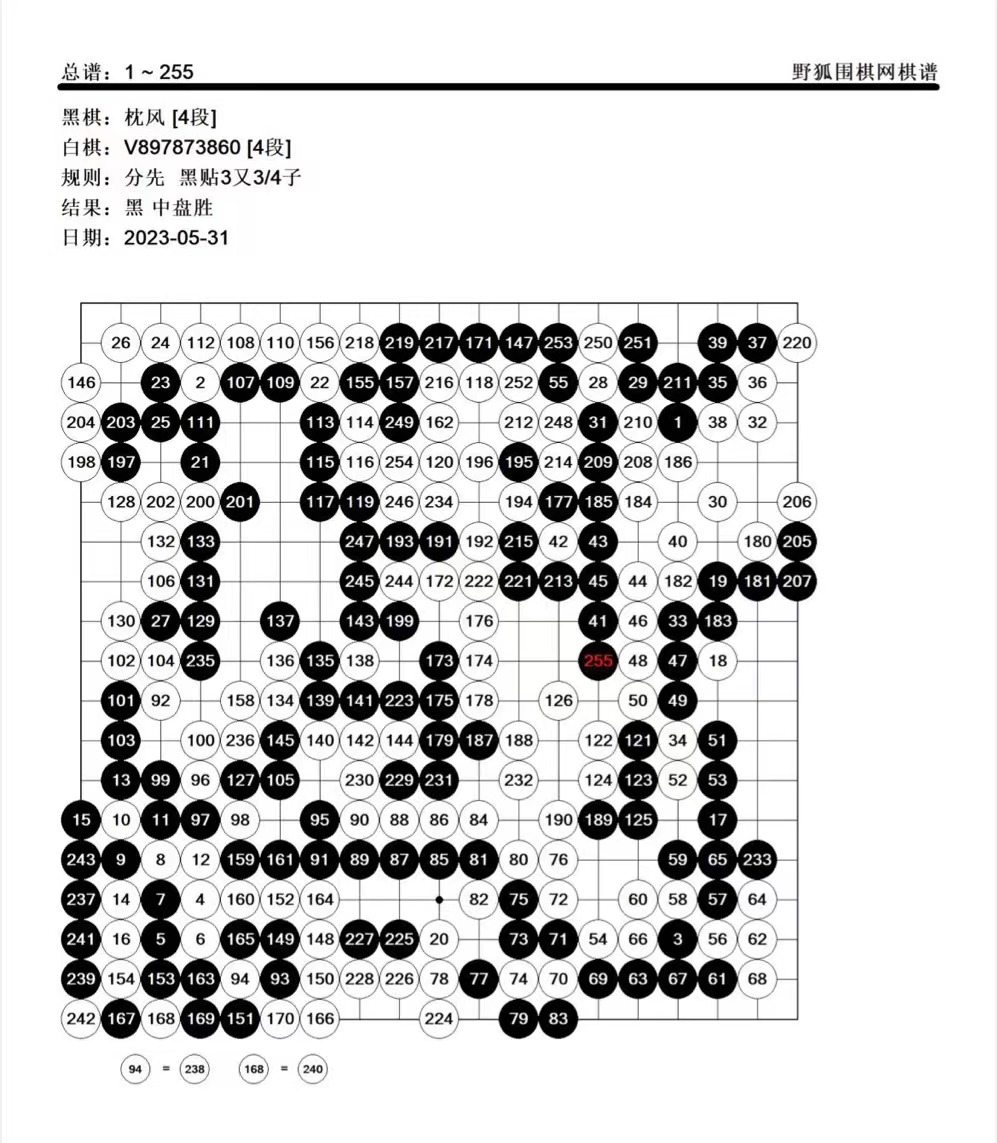 总谱：1 ~ 255 野狐围棋网棋谱
黑棋：枕风 [4段]
白棋：V897873860 [4段]
规则：分先 黑贴3又3/4子
结果：黑 中盘胜
日期：2023-05-31
26 24 112 108 110 156 218 219 217 171 147 253 250 251 39 37 220
146 23 2 107 109 22 155 157 216 118 252 55 28 29 211 35 36
204 203 25 111 113 114 249 162 212 248 31 210 1 38 32
198 197 21 115 116 254 120 196 195 214 209 208 186
128 202 200 201 117 119 246 234 194 177 185 184 30 206
132 133 247 193 191 192 215 42 43 40 180 205
106 131 245 244 172 222 221 213 45 44 182 19 181 207
130 27 129 137 143 199 176 41 46 33 183
102 104 235 136 135 138 173 174 255 48 47 18
101 92 158 134 139 141 223 175 178 126 50 49
103 100 236 145 140 142 144 179 187 188 122 121 34 51
13 99 96 127 105 230 229 231 232 124 123 52 53
15 10 11 97 98 95 90 88 86 84 190 189 125 17
243 9 8 12 159 161 91 89 87 85 81 80 76 59 65 233
237 14 7 4 160 152 164 82 75 72 60 58 57 64
241 16 5 6 165 149 148 227 225 20 73 71 54 66 3 56 62
239 154 153 163 94 93 150 228 226 78 77 74 70 69 63 67 61 68
242 167 168 169 151 170 166 224 79 83
94 = 238 168 = 240